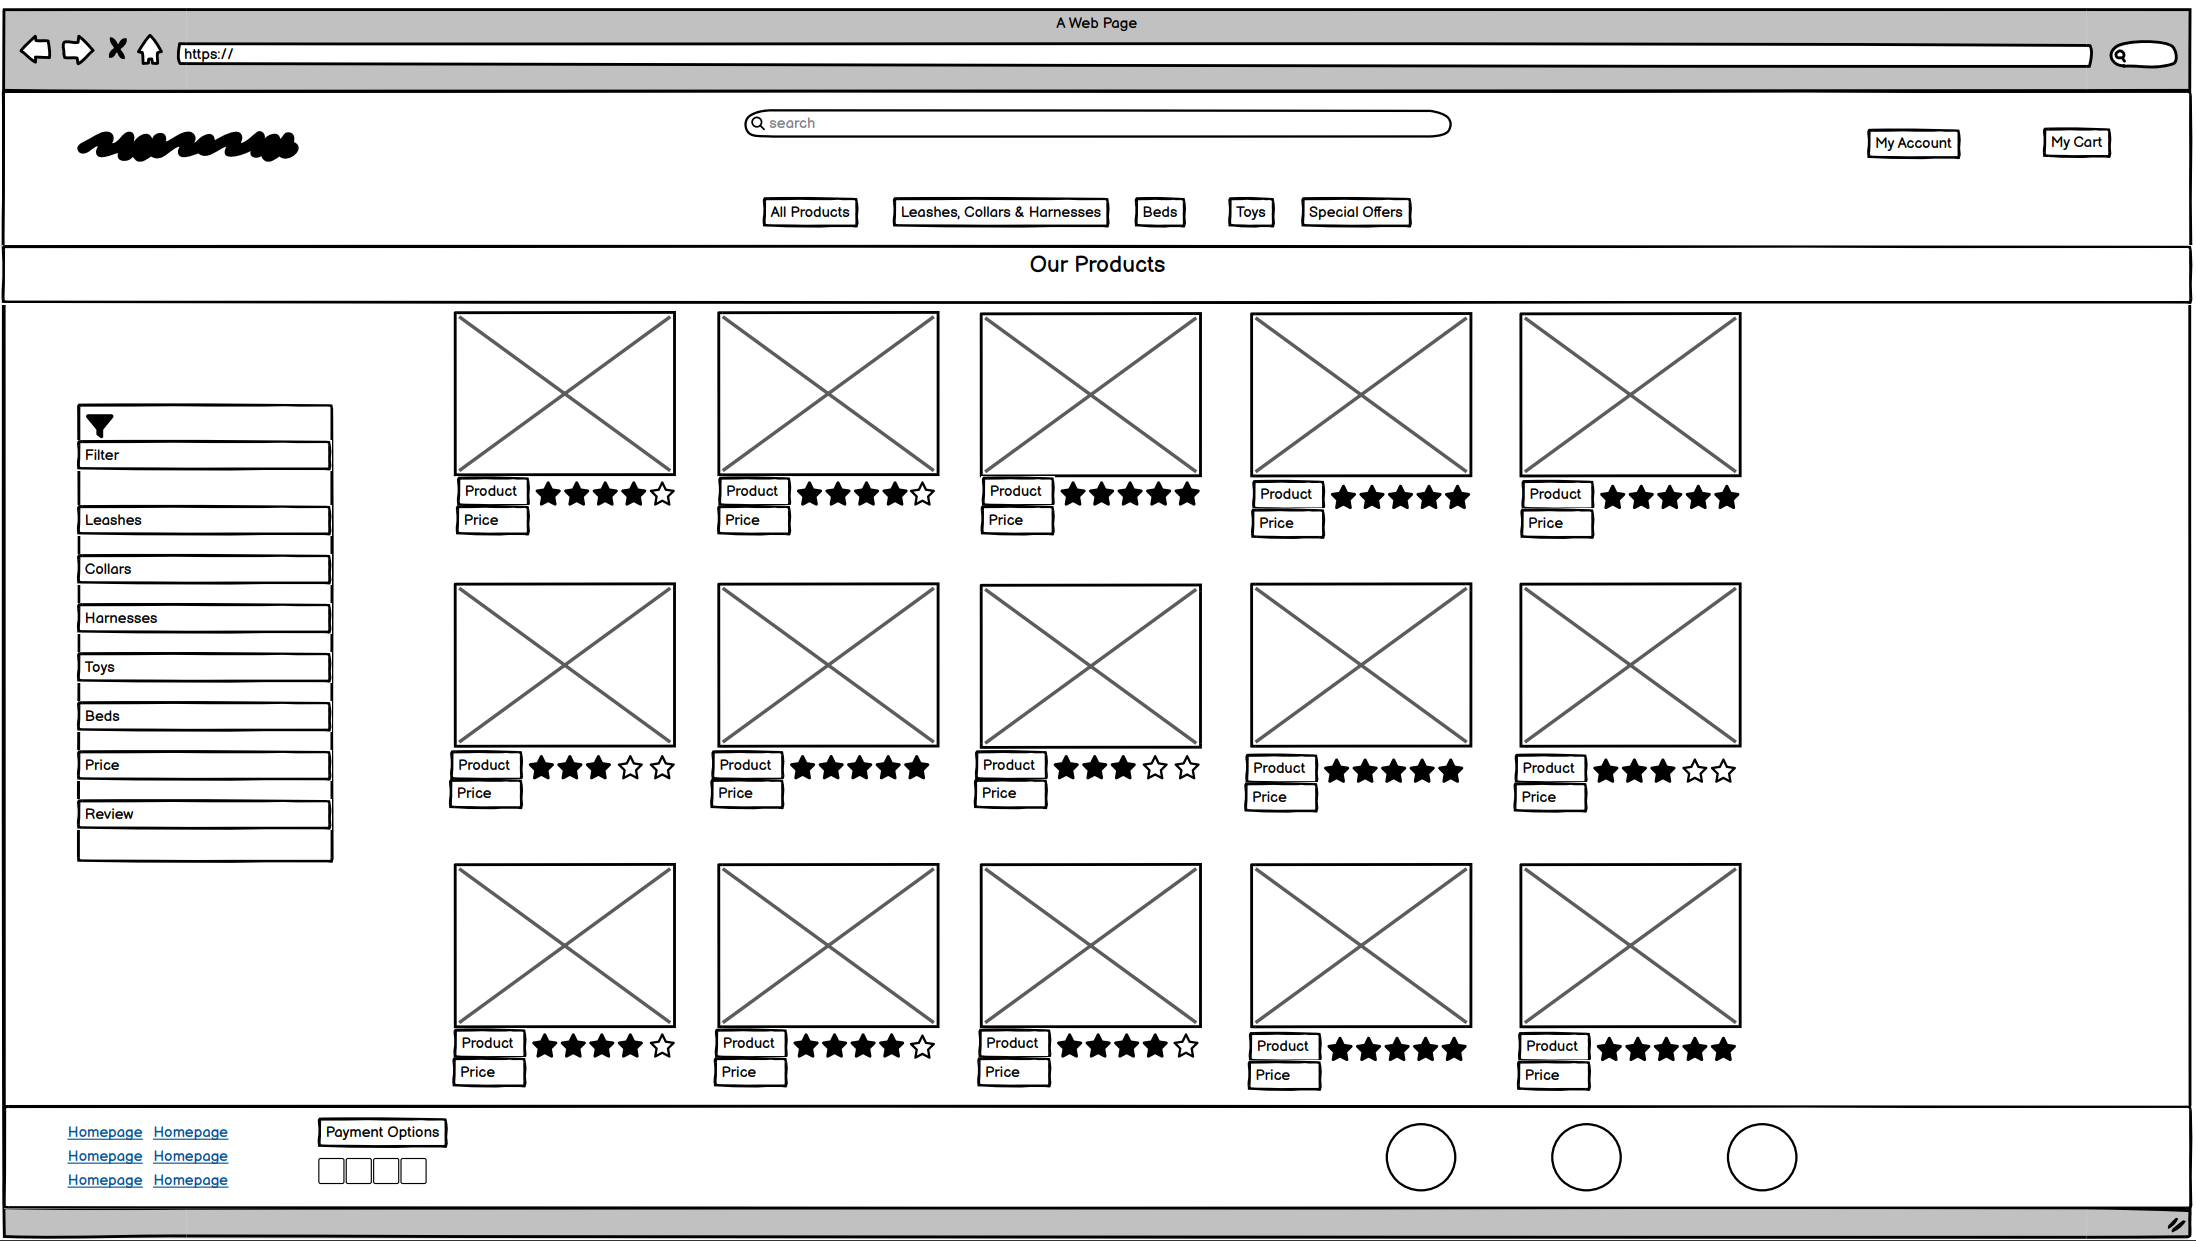 A Web Page
https://
search
My Account
My Cart
All Products
Leashes, Collars & Harnesses
Beds
Toys
Special Offers
Our Products
Filter
Leashes
Collars
Harnesses
Toys
Beds
Price
Review
Product
Price
Product
Price
Product
Price
Product
Price
Product
Price
Product
Price
Product
Price
Product
Price
Product
Price
Product
Price
Product
Price
Product
Price
Product
Price
Product
Price
Product
Price
Homepage Homepage
Homepage Homepage
Homepage Homepage
Payment Options